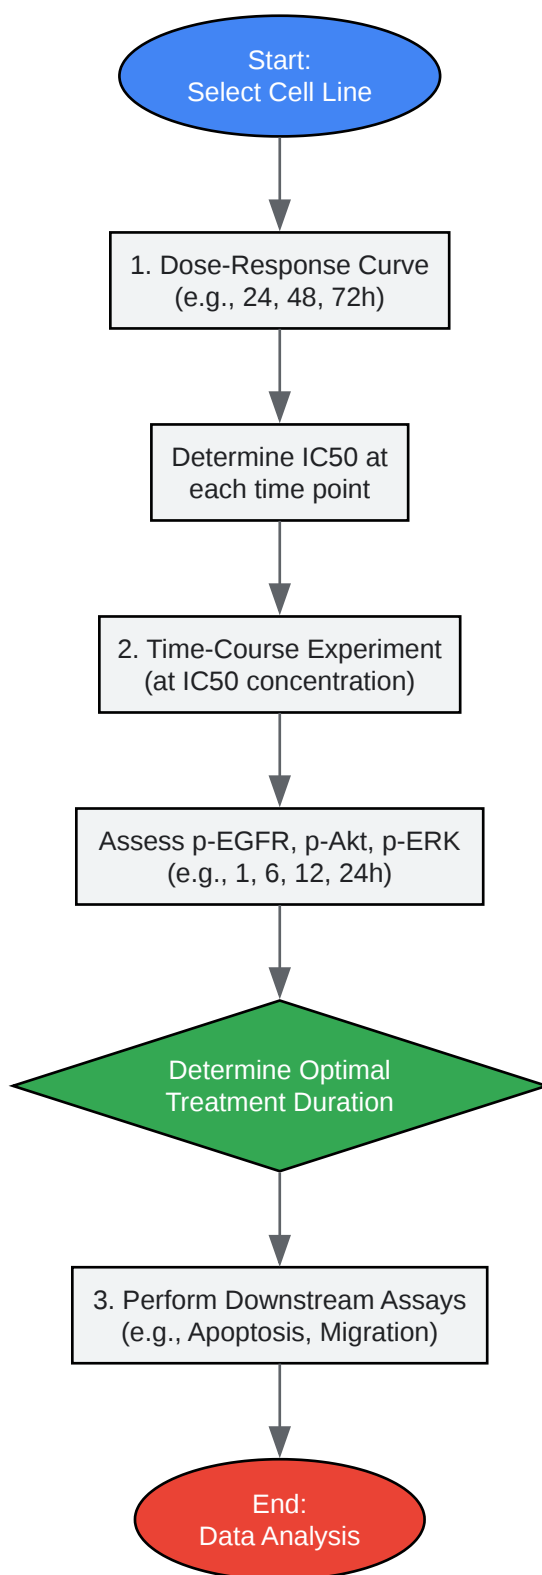 Start:
Select Cell Line
1. Dose-Response Curve
(e.g., 24, 48, 72h)
Determine IC50 at
each time point
2. Time-Course Experiment
(at IC50 concentration)
Assess p-EGFR, p-Akt, p-ERK
(e.g., 1, 6, 12, 24h)
Determine Optimal
Treatment Duration
3. Perform Downstream Assays
(e.g., Apoptosis, Migration)
End:
Data Analysis